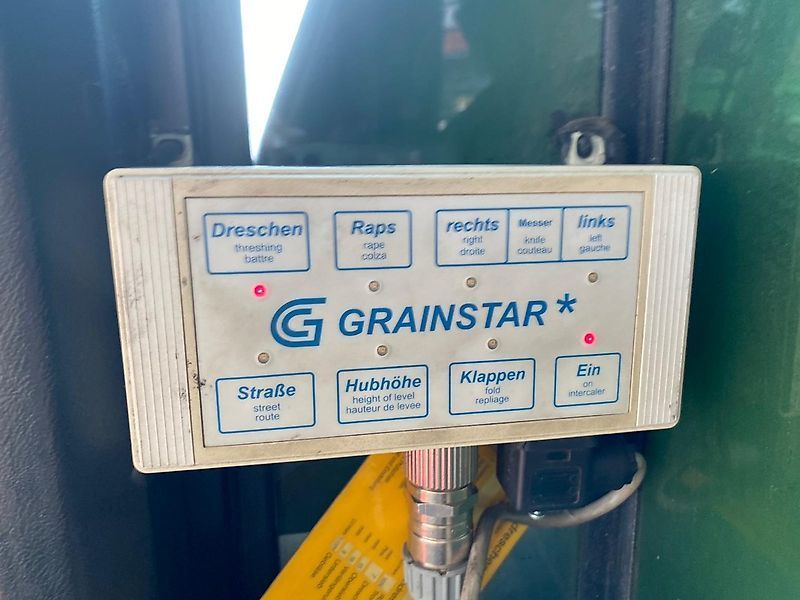 Dreschen
threshing
battre
Raps
rape
colza
rechts
right
droite
Messer
knife
couteau
links
left
gauche
GRAINSTAR*
Straße
street
route
Hubhöhe
height of level
hauteur de levee
Klappen
fold
repliage
Ein
on
intercaler